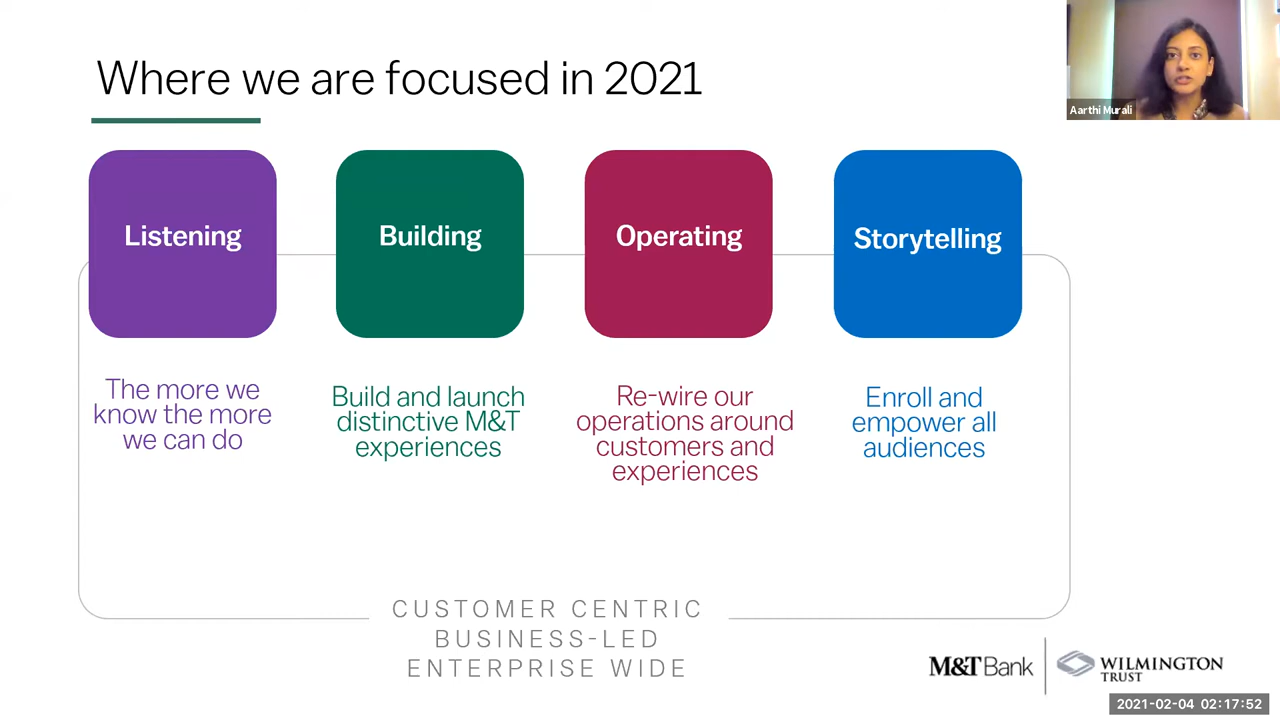 Where we are focused in 2021
Aarthi Murali
Listening
Building
Operating
Storytelling
The more we
know the more
we can do
Build and launch
distinctive M&T
experiences
Re-wire our
operations around
customers and
experiences
Enroll and
empower all
audiences
CUSTOMER CENTRIC
BUSINESS-LED
ENTERPRISE WIDE
M&T Bank
WILMINGTON
TRUST
2021-02-04 02:17:52